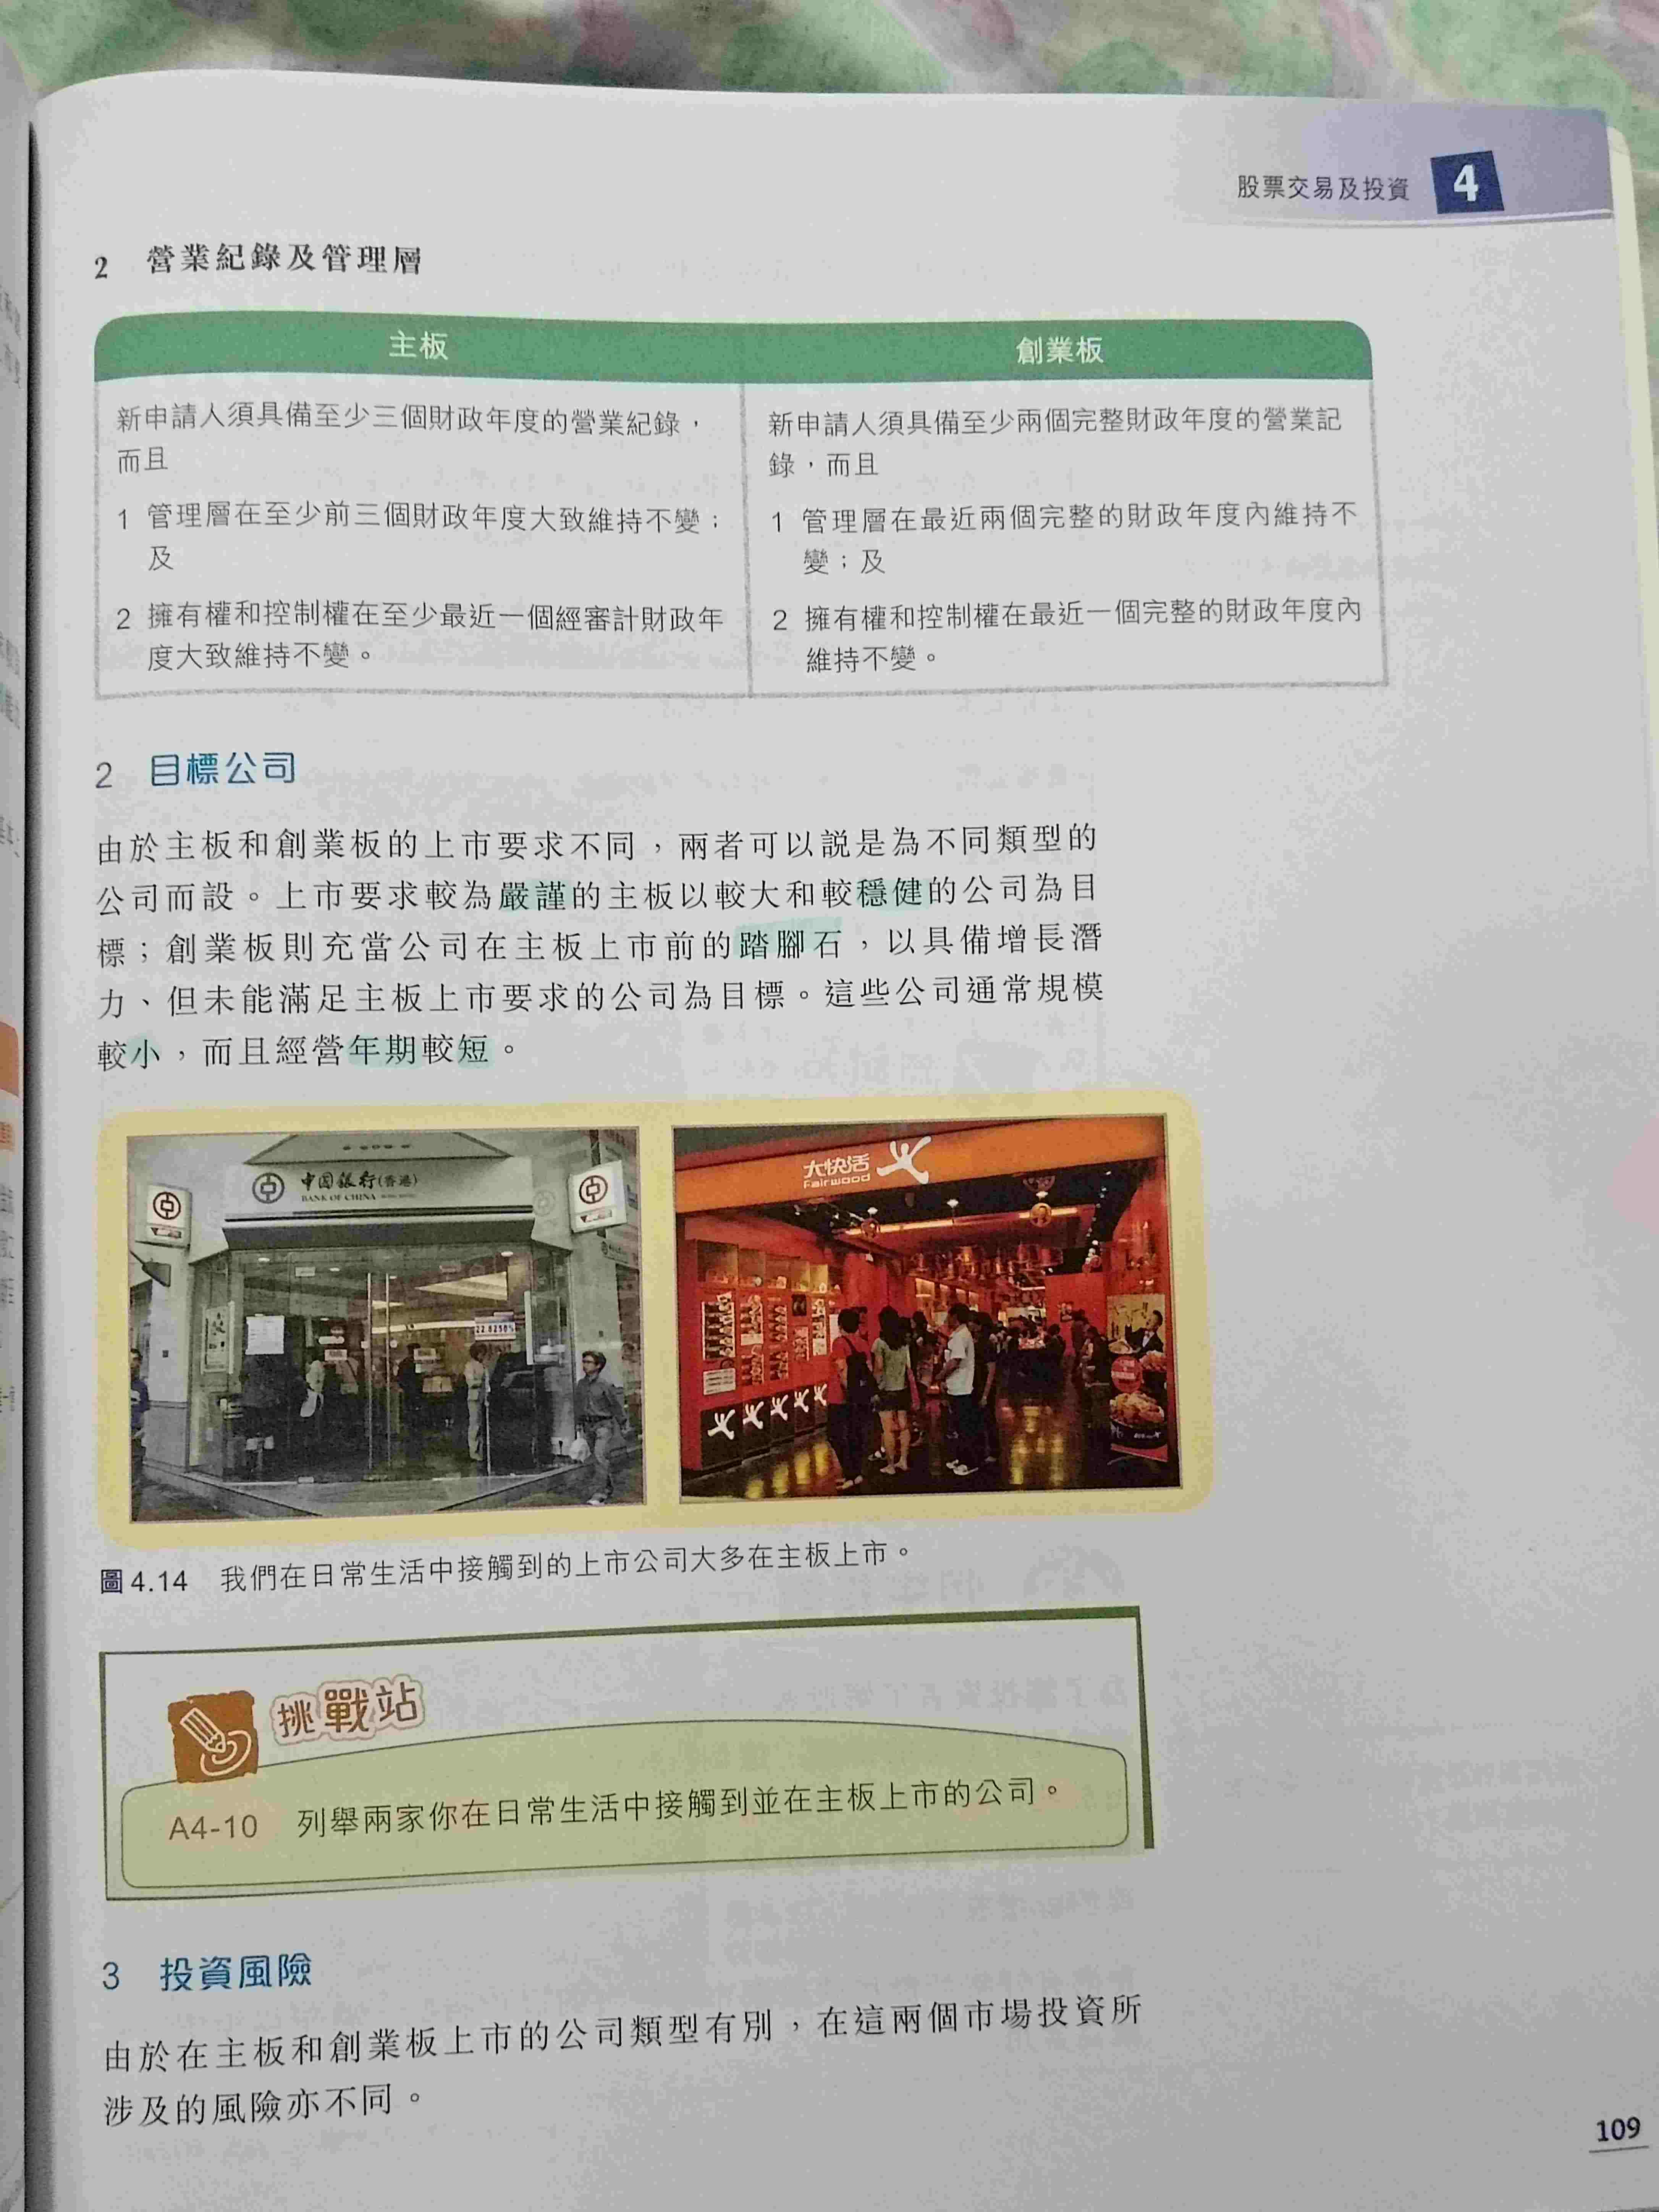 股票交易及投資 4
2 營業紀錄及管理層
主板
新申請人須具備至少三個財政年度的營業紀錄，
而且
1 管理層在至少前三個財政年度大致維持不變；
及
2 擁有權和控制權在至少最近一個經審計財政年
度大致維持不變。
創業板
新申請人須具備至少兩個完整財政年度的營業記
錄，而且
1 管理層在最近兩個完整的財政年度內維持不
變；及
2 擁有權和控制權在最近一個完整的財政年度內
維持不變。
2 目標公司
由於主板和創業板的上市要求不同，兩者可以説是為不同類型的
公司而設。上市要求較為嚴謹的主板以較大和較穩健的公司為目
標；創業板則充當公司在主板上市前的踏腳石，以具備增長潛
力、但未能滿足主板上市要求的公司為目標。這些公司通常規模
較小，而且經營年期較短。
中国银行(香港)
BANK OF CHINA
大快活
Fairwood
圖 4.14 我們在日常生活中接觸到的上市公司大多在主板上市。
挑戰站
A4-10 列舉兩家你在日常生活中接觸到並在主板上市的公司。
3 投資風險
由於在主板和創業板上市的公司類型有別，在這兩個市場投資所
涉及的風險亦不同。
109